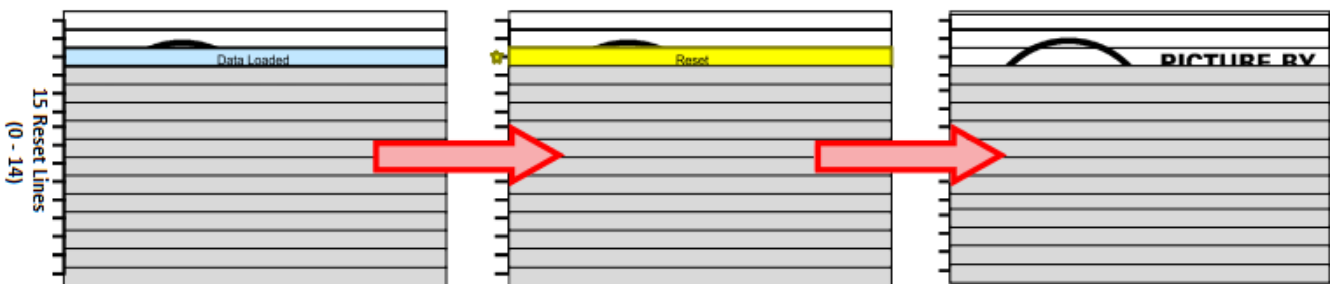 15 Reset Lines
(0 - 14)
Data Loaded
Reset
PICTURE BY